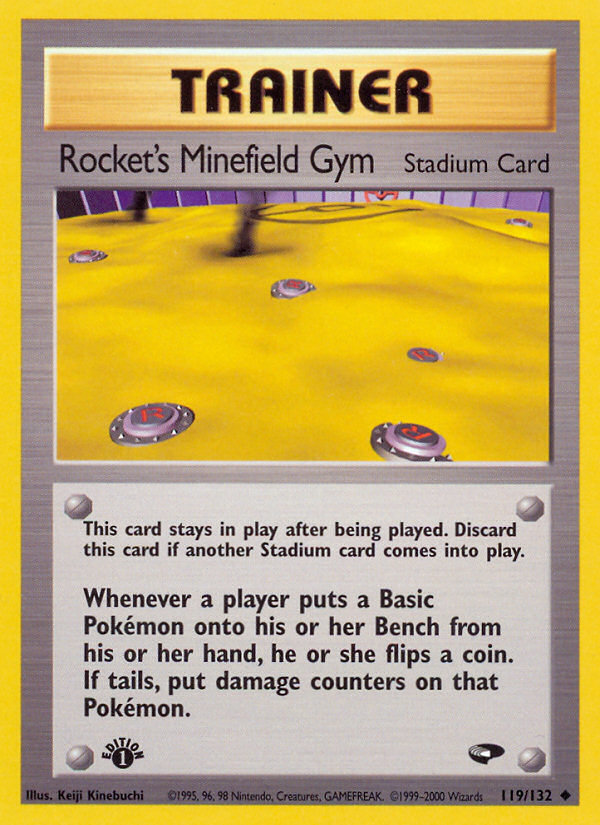 TRAINER
Rocket's Minefield Gym Stadium Card
R
R
R
R
R
This card stays in play after being played. Discard
this card if another Stadium card comes into play.
Whenever a player puts a Basic
Pokémon onto his or her Bench from
his or her hand, he or she flips a coin.
If tails, put damage counters on that
Pokémon.
EDITION
1
Illus. Keiji Kinebuchi ©1995, 96, 98 Nintendo, Creatures, GAMEFREAK. ©1999-2000 Wizards 119/132 ◆